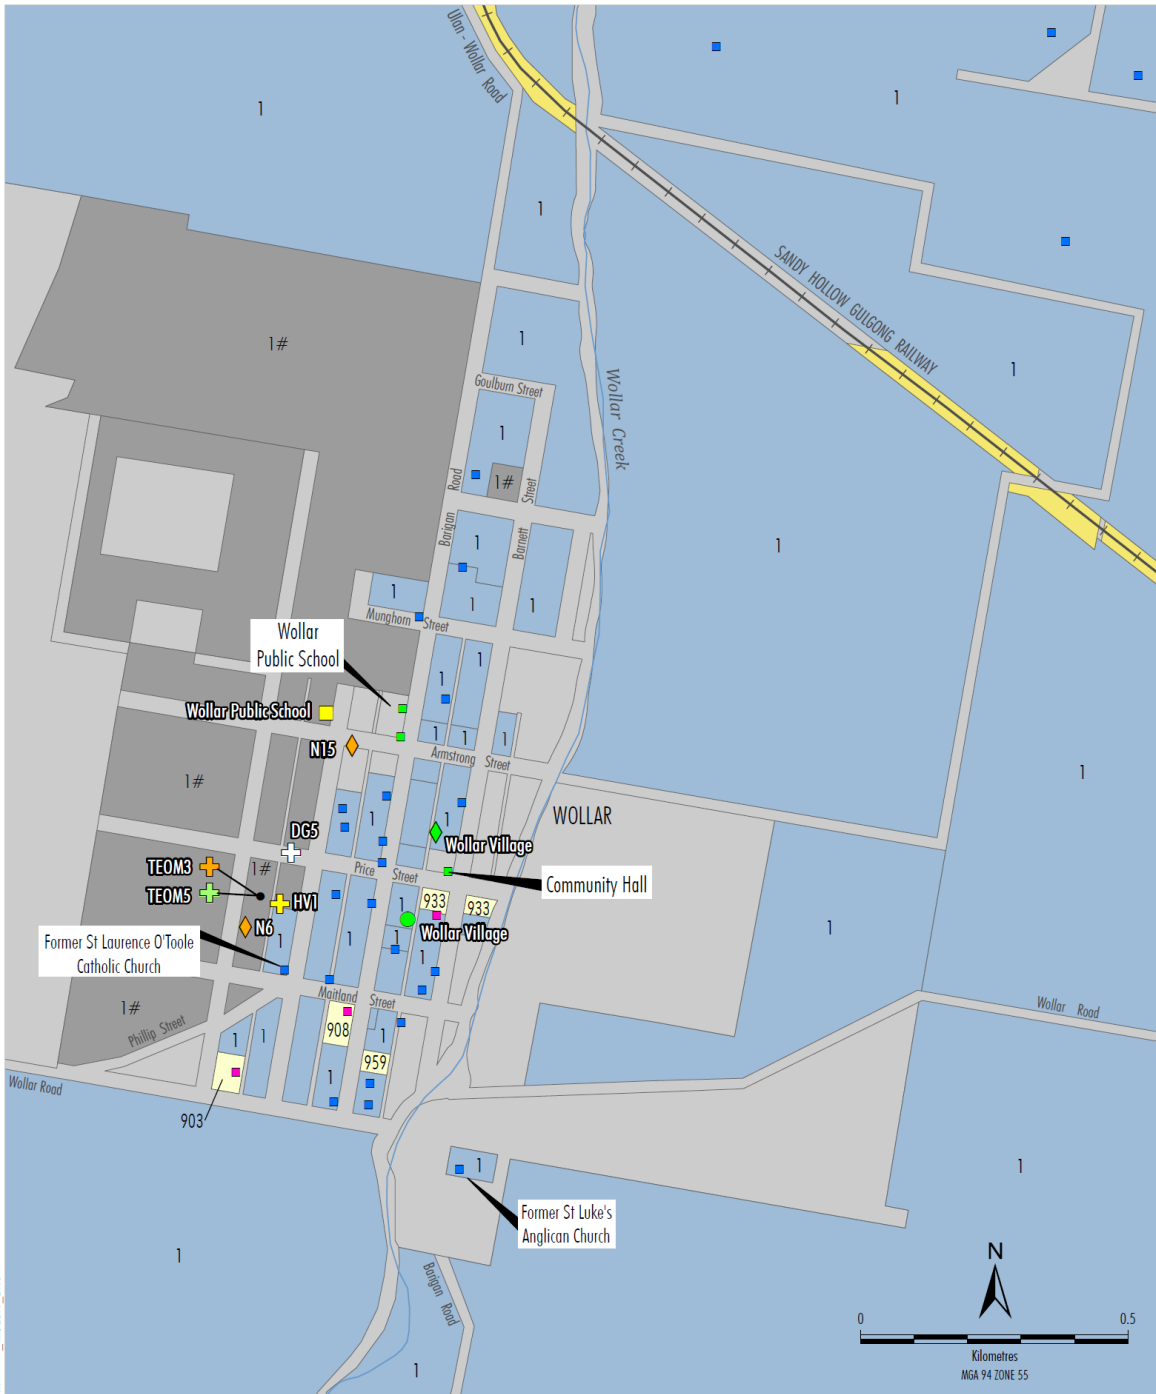 Ulan - Wollar Road
1
1
1
SANDY HOLLOW GULGONG RAILWAY
1#
1
1
Goulburn Street
Wollar Creek
1
1#
Barigan Road
Barnett Street
1
1
1
1
1
Munghorn Street
Wollar
Public School
1
1
Wollar Public School
1
1
1
N15
Armstrong Street
1
1#
WOLLAR
1
1
DG5
Wollar Village
Price Street
TEOM3
1#
TEOM5
HV1
Community Hall
933
933
1
N6
Wollar Village
1
1
1
1
1
Former St Laurence O'Toole
Catholic Church
Maitland Street
1#
Phillip Street
908
1
1
1
959
1
Wollar Road
Wollar Road
903
1
1
Former St Luke's
Anglican Church
1
Barigan Road
1
N
0
0.5
Kilometres
MGA 94 ZONE 55